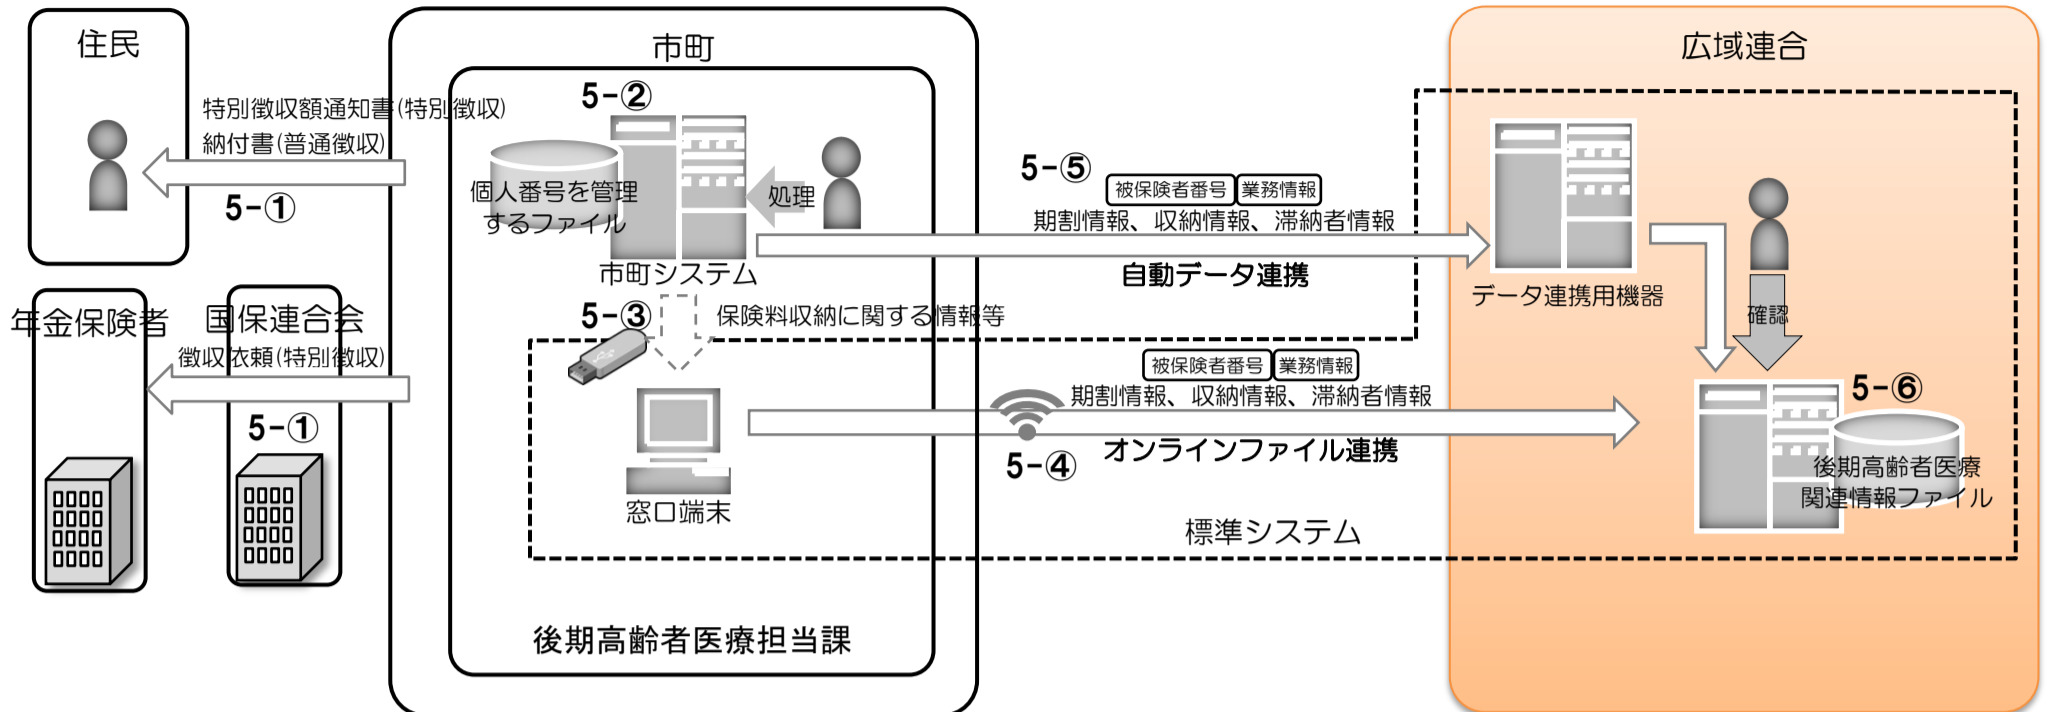 住民
特別徴収額通知書(特別徴収)
納付書(普通徴収)
5-①
年金保険者
国保連合会
徴収依頼(特別徴収)
5-①
市町
5-②
個人番号を管理
するファイル
処理
市町システム
5-③
保険料収納に関する情報等
窓口端末
後期高齢者医療担当課
5-⑤
被保険者番号 業務情報
期割情報、収納情報、滞納者情報
自動データ連携
被保険者番号 業務情報
期割情報、収納情報、滞納者情報
5-④
オンラインファイル連携
標準システム
広域連合
データ連携用機器
確認
5-⑥
後期高齢者医療
関連情報ファイル